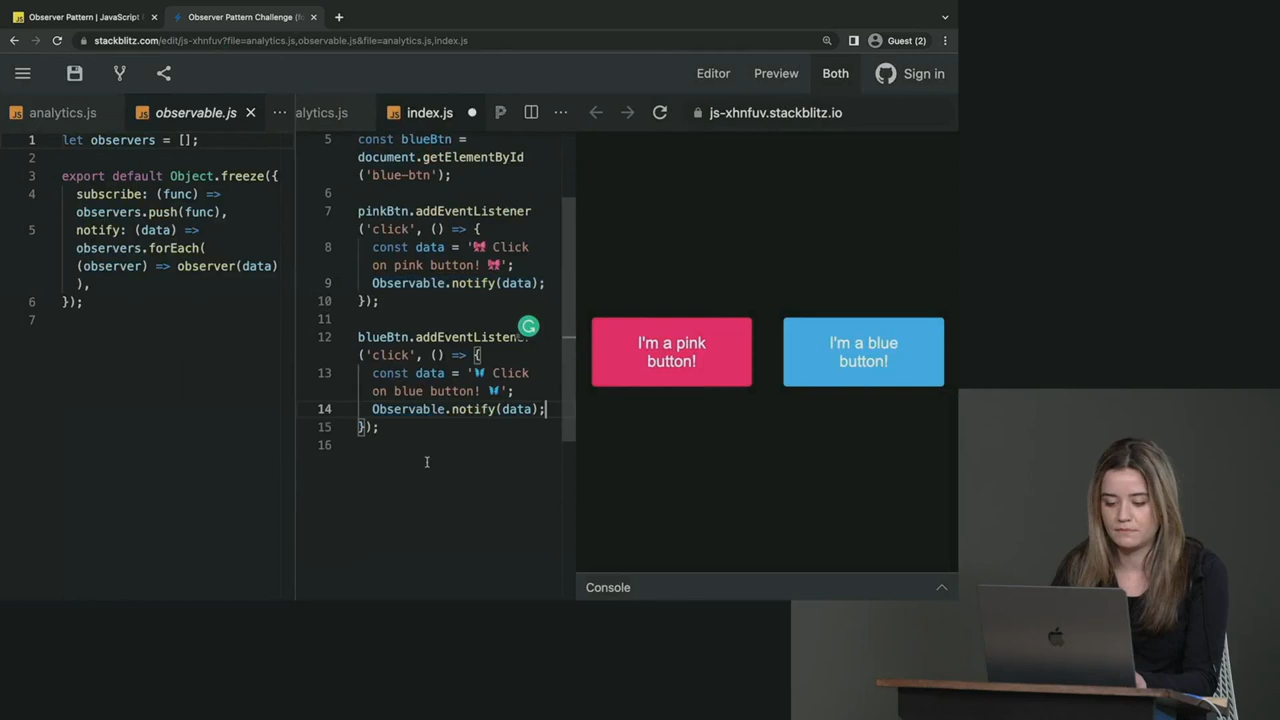 Observer Pattern | JavaScript
Observer Pattern Challenge (fo
stackblitz.com/edit/js-xhnfuv?file=analytics.js,observable.js&file=analytics.js,index.js
Guest (2)
Editor
Preview
Both
Sign in
analytics.js
observable.js
alytics.js
index.js
js-xhnfuv.stackblitz.io
1 let observers = [];
2
3 export default Object.freeze({
4 subscribe: (func) =>
observers.push(func),
5 notify: (data) =>
observers.forEach(
(observer) => observer(data)
),
6 });
7
5 const blueBtn =
document.getElementById
('blue-btn');
6
7 pinkBtn.addEventListener
('click', () => {
8 const data = '🎀 Click
on pink button! 🎀';
9 Observable.notify(data);
10 });
11
12 blueBtn.addEventListener
('click', () => {
13 const data = '🦋 Click
on blue button! 🦋';
14 Observable.notify(data);
15 });
16
I'm a pink
button!
I'm a blue
button!
Console